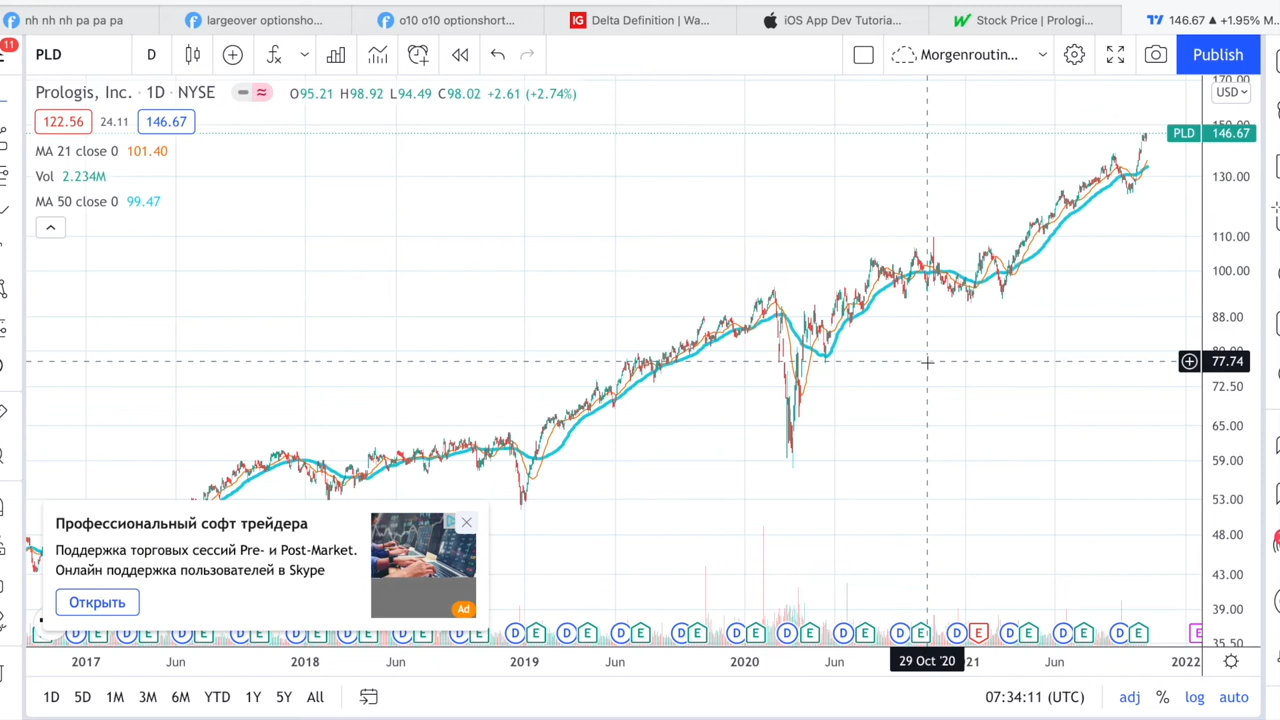 nh nh nh pa pa pa
largeover optionsho...
o10 o10 optionshort...
IG Delta Definition | Wa...
iOS App Dev Tutoria...
Stock Price | Prologi...
146.67 ▲ +1.95% M...
11
PLD
D
Morgenroutin...
Publish
Prologis, Inc. · 1D · NYSE
O95.21 H98.92 L94.49 C98.02 +2.61 (+2.74%)
170.00
USD
122.56 24.11 146.67
150.00
PLD 146.67
MA 21 close 0 101.40
Vol 2.234M
130.00
MA 50 close 0 99.47
110.00
100.00
88.00
80.00
77.74
72.50
65.00
59.00
53.00
48.00
43.00
39.00
35.50
Профессиональный софт трейдера
Поддержка торговых сессий Pre- и Post-Market.
Онлайн поддержка пользователей в Skype
Открыть
Ad
D E D E D E D E D E D E D E D E
D E D E D E D E D E D E D E D E D E D E D E D E E
2017 Jun 2018 Jun 2019 Jun 2020 Jun 29 Oct '20 21 Jun 2022
1D 5D 1M 3M 6M YTD 1Y 5Y All
07:34:11 (UTC) adj % log auto